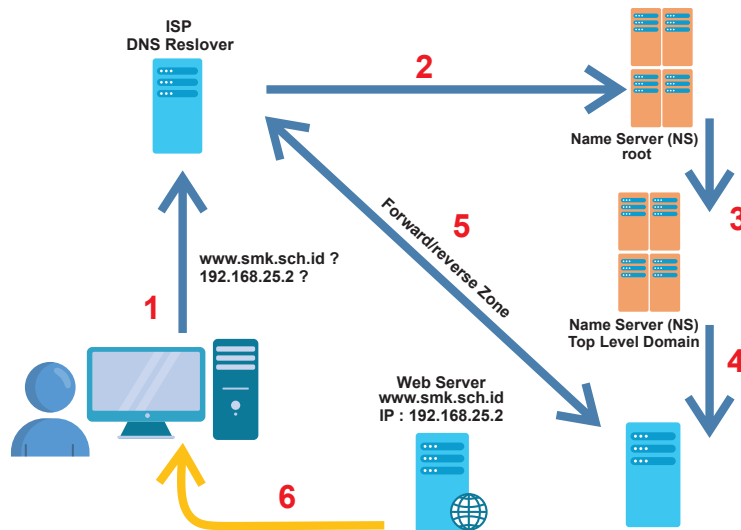 ISP
DNS Reslover
2
Name Server (NS)
root
3
Forward/reverse Zone
5
www.smk.sch.id ?
192.168.25.2 ?
1
Name Server (NS)
Top Level Domain
4
Web Server
www.smk.sch.id
IP : 192.168.25.2
6